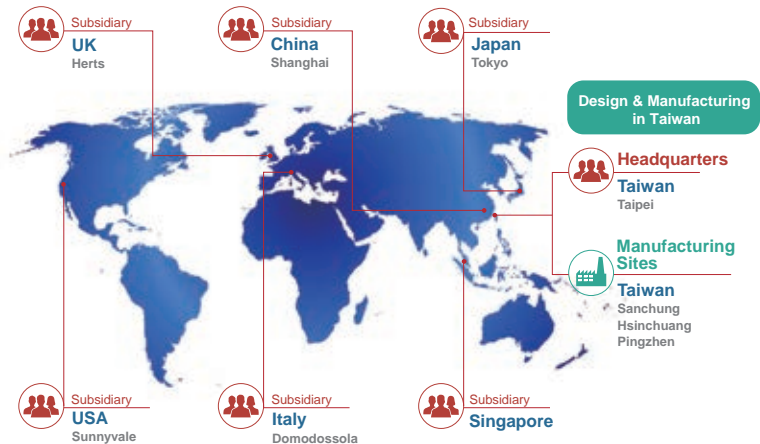 Subsidiary
UK
Herts
Subsidiary
China
Shanghai
Subsidiary
Japan
Tokyo
Design & Manufacturing
in Taiwan
Headquarters
Taiwan
Taipei
Manufacturing
Sites
Taiwan
Sanchung
Hsinchuang
Pingzhen
Subsidiary
USA
Sunnyvale
Subsidiary
Italy
Domodossola
Subsidiary
Singapore